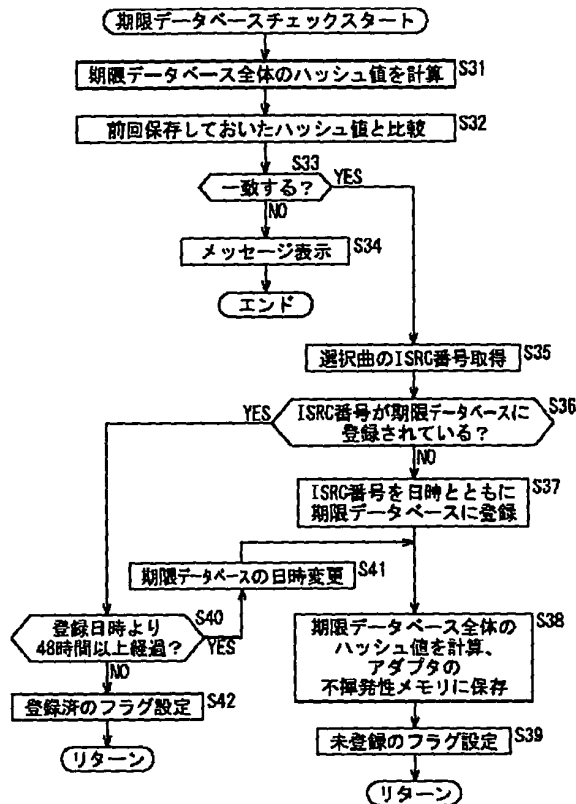 期限データベースチェックスタート
期限データベース全体のハッシュ値を計算
S31
前回保存しておいたハッシュ値と比較
S32
S33
一致する?
YES
NO
メッセージ表示
S34
エンド
選択曲のISRC番号取得
S35
ISRC番号が期限データベースに
登録されている?
S36
YES
NO
ISRC番号を日時とともに
期限データベースに登録
S37
期限データベースの日時変更
S41
登録日時より
48時間以上経過?
S40
YES
NO
期限データベース全体の
ハッシュ値を計算、
アダプタの
不揮発性メモリに保存
S38
登録済のフラグ設定
S42
未登録のフラグ設定
S39
リターン
リターン